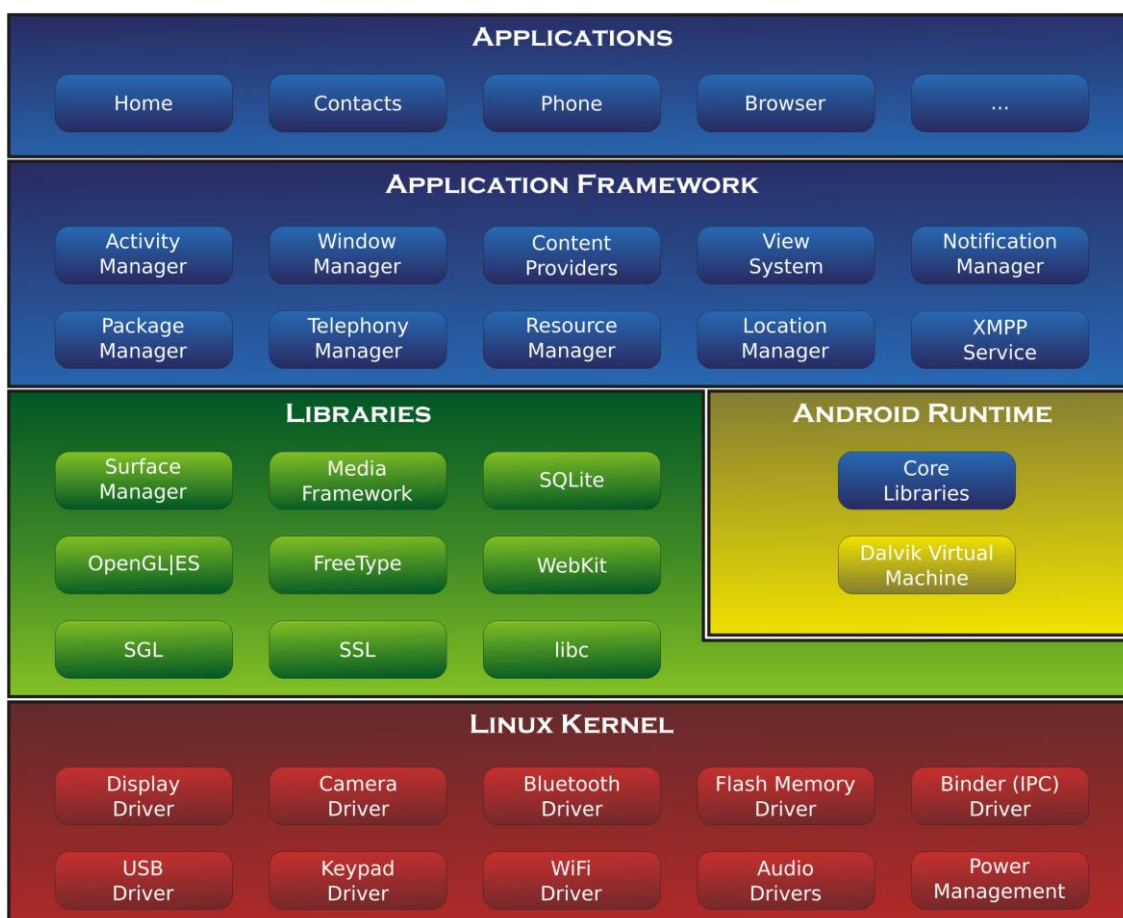 APPLICATIONS
Home
Contacts
Phone
Browser
...
APPLICATION FRAMEWORK
Activity
Manager
Window
Manager
Content
Providers
View
System
Notification
Manager
Package
Manager
Telephony
Manager
Resource
Manager
Location
Manager
XMPP
Service
LIBRARIES
Surface
Manager
Media
Framework
SQLite
OpenGL|ES
FreeType
WebKit
SGL
SSL
libc
ANDROID RUNTIME
Core
Libraries
Dalvik Virtual
Machine
LINUX KERNEL
Display
Driver
Camera
Driver
Bluetooth
Driver
Flash Memory
Driver
Binder (IPC)
Driver
USB
Driver
Keypad
Driver
WiFi
Driver
Audio
Drivers
Power
Management